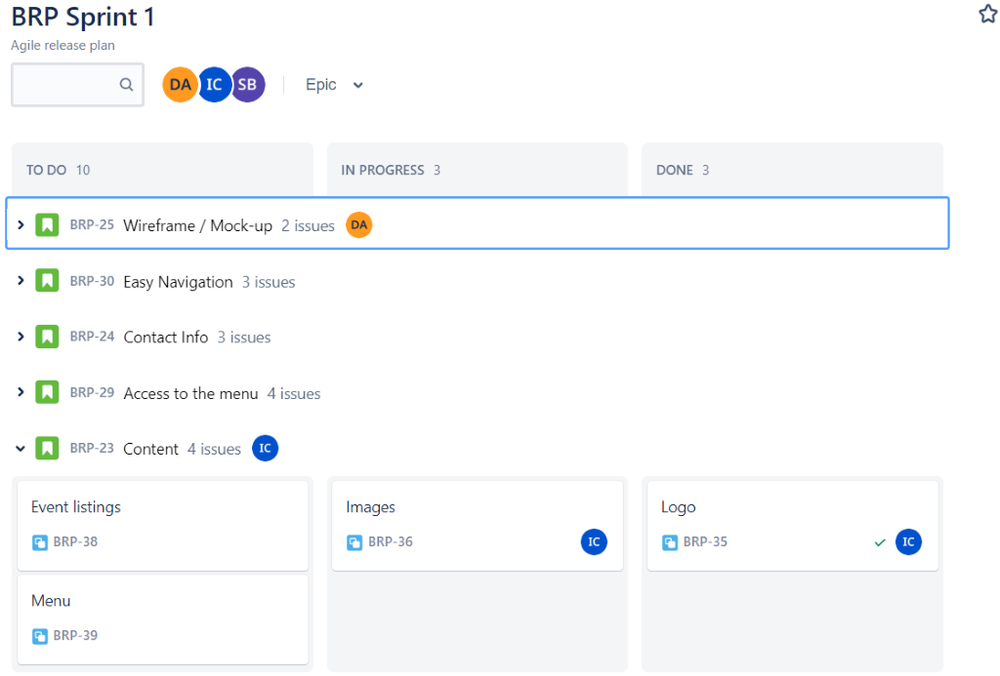 BRP Sprint 1
Agile release plan
DA IC SB Epic
TO DO 10 IN PROGRESS 3 DONE 3
BRP-25 Wireframe / Mock-up 2 issues DA
BRP-30 Easy Navigation 3 issues
BRP-24 Contact Info 3 issues
BRP-29 Access to the menu 4 issues
BRP-23 Content 4 issues IC
Event listings Images Logo
BRP-38 BRP-36 IC BRP-35 IC
Menu
BRP-39